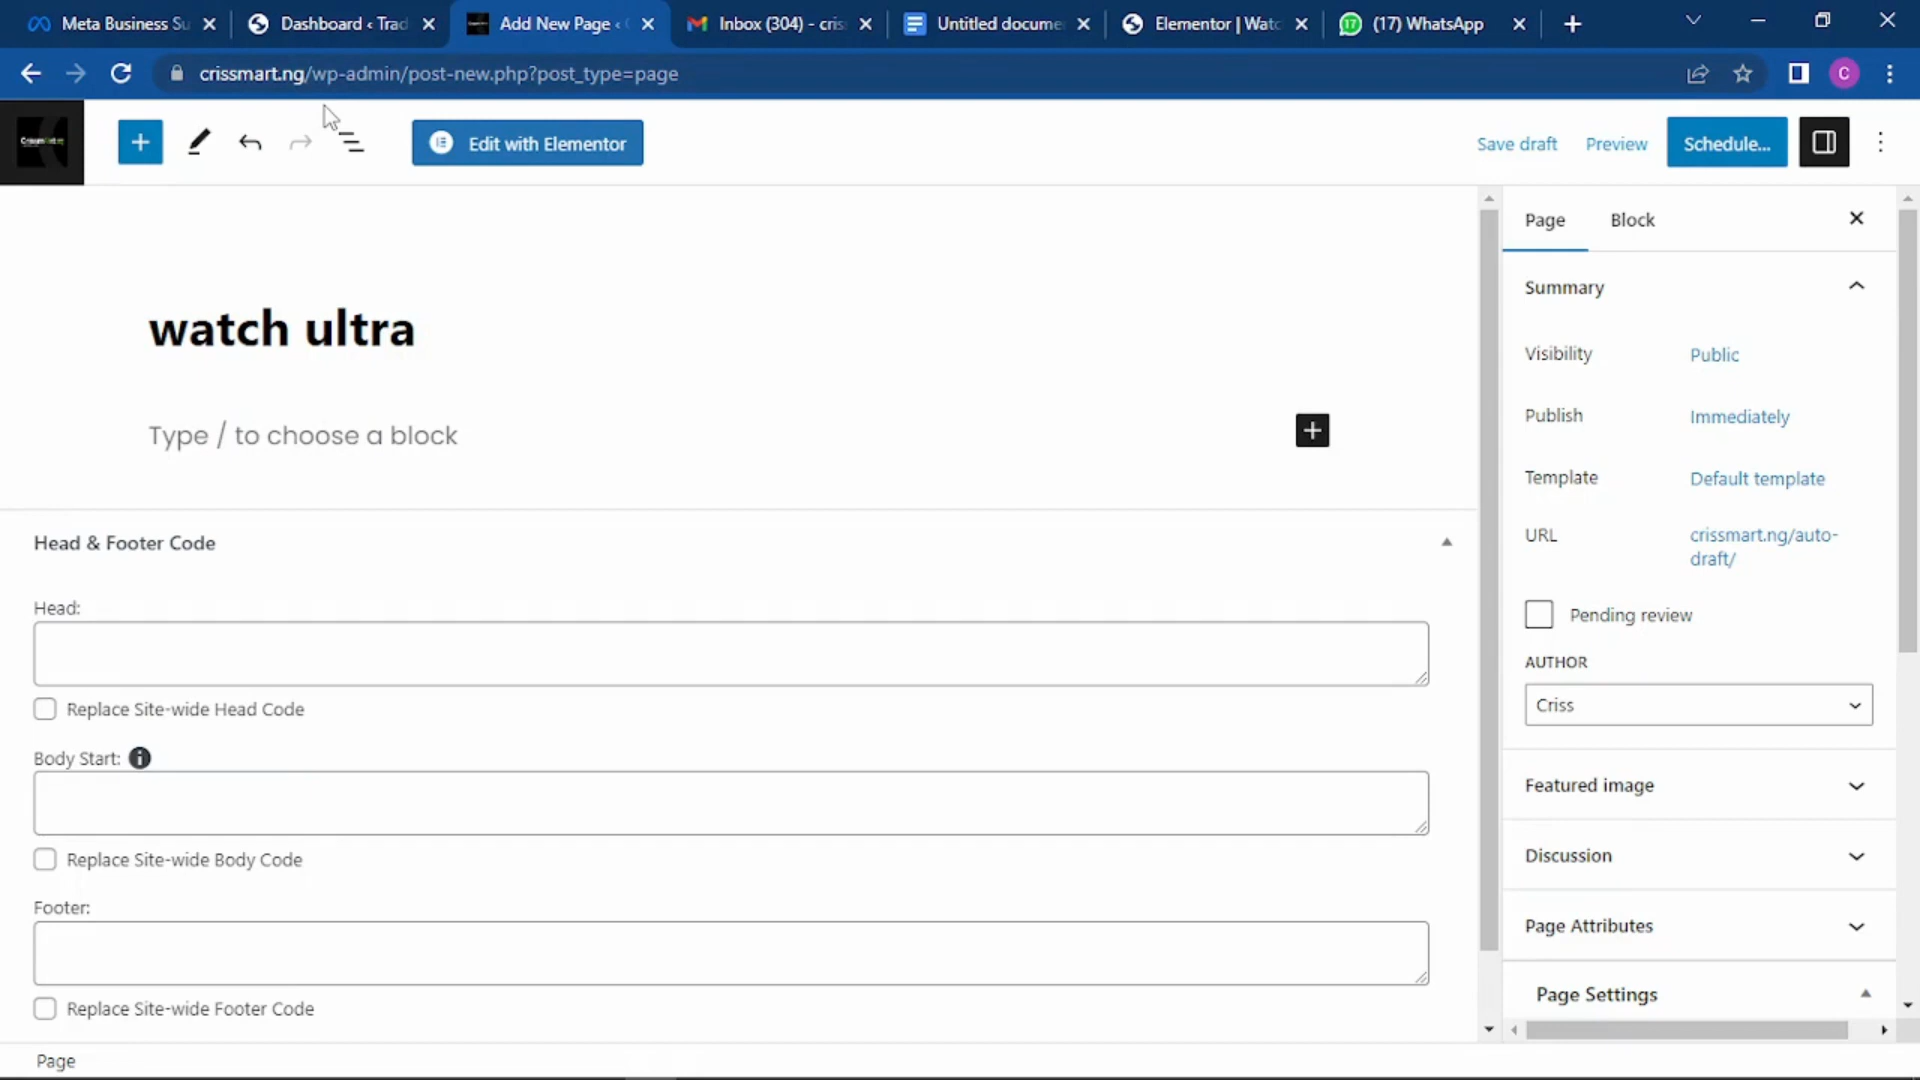 Meta Business Su
Dashboard ‹ Trad
Add New Page ‹
Inbox (304) - cris
Untitled docume
Elementor | Watc
17
(17) WhatsApp
crissmart.ng/wp-admin/post-new.php?post_type=page
C
Edit with Elementor
Save draft
Preview
Schedule...
Page
Block
Summary
watch ultra
Visibility
Public
Publish
Immediately
Type / to choose a block
Template
Default template
URL
crissmart.ng/auto-
draft/
Head & Footer Code
Head:
Pending review
AUTHOR
Criss
Replace Site-wide Head Code
Body Start:
Featured image
Replace Site-wide Body Code
Discussion
Footer:
Page Attributes
Page Settings
Replace Site-wide Footer Code
Page